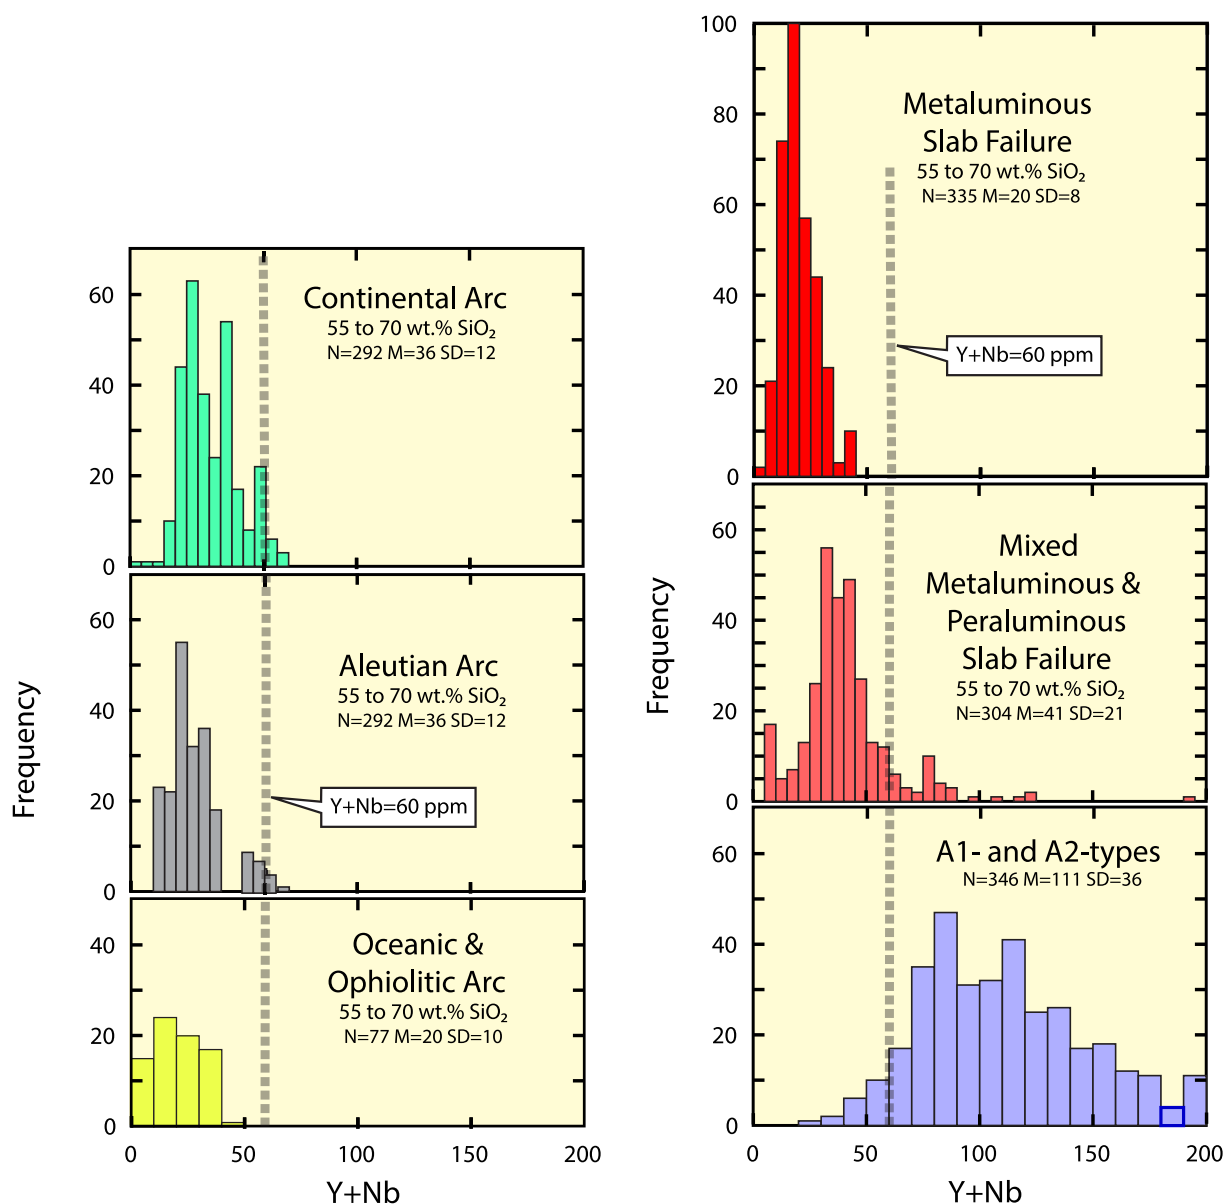 60
40
20
0
Continental Arc
55 to 70 wt.% SiO₂
N=292 M=36 SD=12
60
40
20
0
Aleutian Arc
55 to 70 wt.% SiO₂
N=292 M=36 SD=12
Y+Nb=60 ppm
Frequency
40
20
0
Oceanic &
Ophiolitic Arc
55 to 70 wt.% SiO₂
N=77 M=20 SD=10
0
50
100
150
200
Y+Nb
100
80
60
40
20
0
Metaluminous
Slab Failure
55 to 70 wt.% SiO₂
N=335 M=20 SD=8
Y+Nb=60 ppm
60
40
20
0
Mixed
Metaluminous &
Peraluminous
Slab Failure
55 to 70 wt.% SiO₂
N=304 M=41 SD=21
Frequency
60
40
20
0
A1- and A2-types
N=346 M=111 SD=36
0
50
100
150
200
Y+Nb